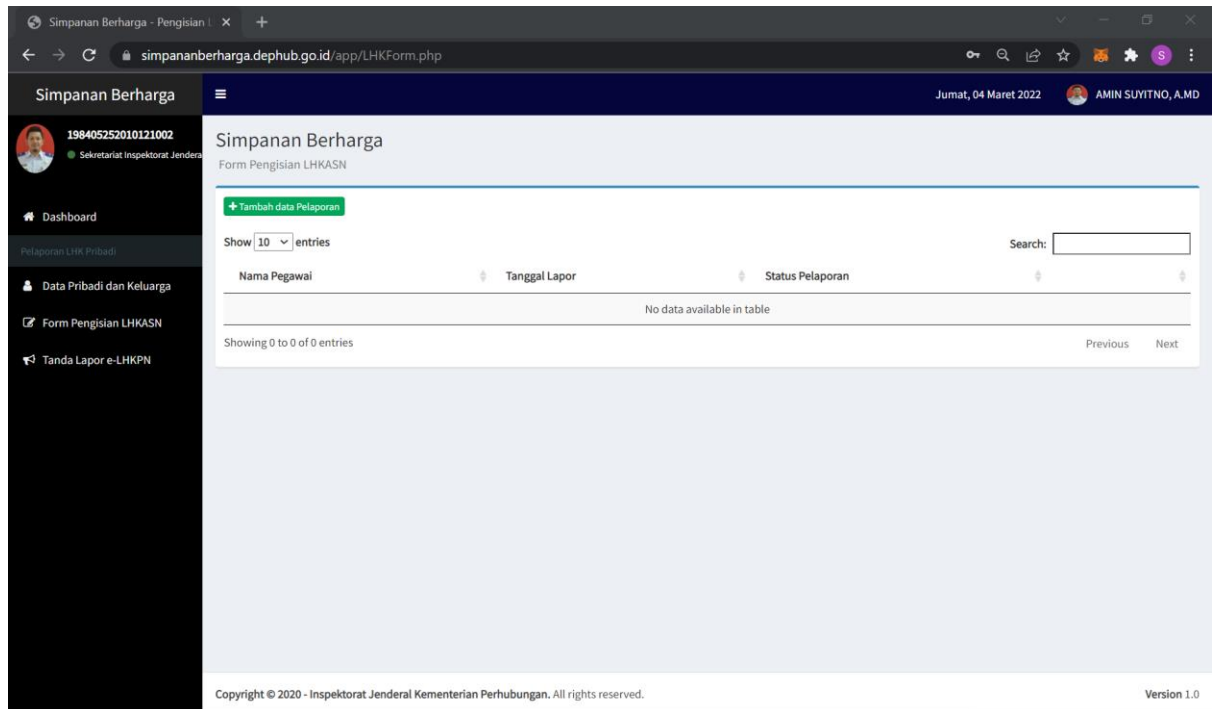 Simpanan Berharga - Pengisian L
simpananberharga.dephub.go.id/app/LHKForm.php
S
Simpanan Berharga
Jumat, 04 Maret 2022
AMIN SUYITNO, A.MD
198405252010121002
Sekretariat Inspektorat Jendera
Simpanan Berharga
Form Pengisian LHKASN
Dashboard
Pelaporan LHK Pribadi
Data Pribadi dan Keluarga
Form Pengisian LHKASN
Tanda Lapor e-LHKPN
+ Tambah data Pelaporan
Show 10 entries
Search:
Nama Pegawai Tanggal Lapor Status Pelaporan
No data available in table
Showing 0 to 0 of 0 entries
Previous Next
Copyright © 2020 - Inspektorat Jenderal Kementerian Perhubungan. All rights reserved.
Version 1.0